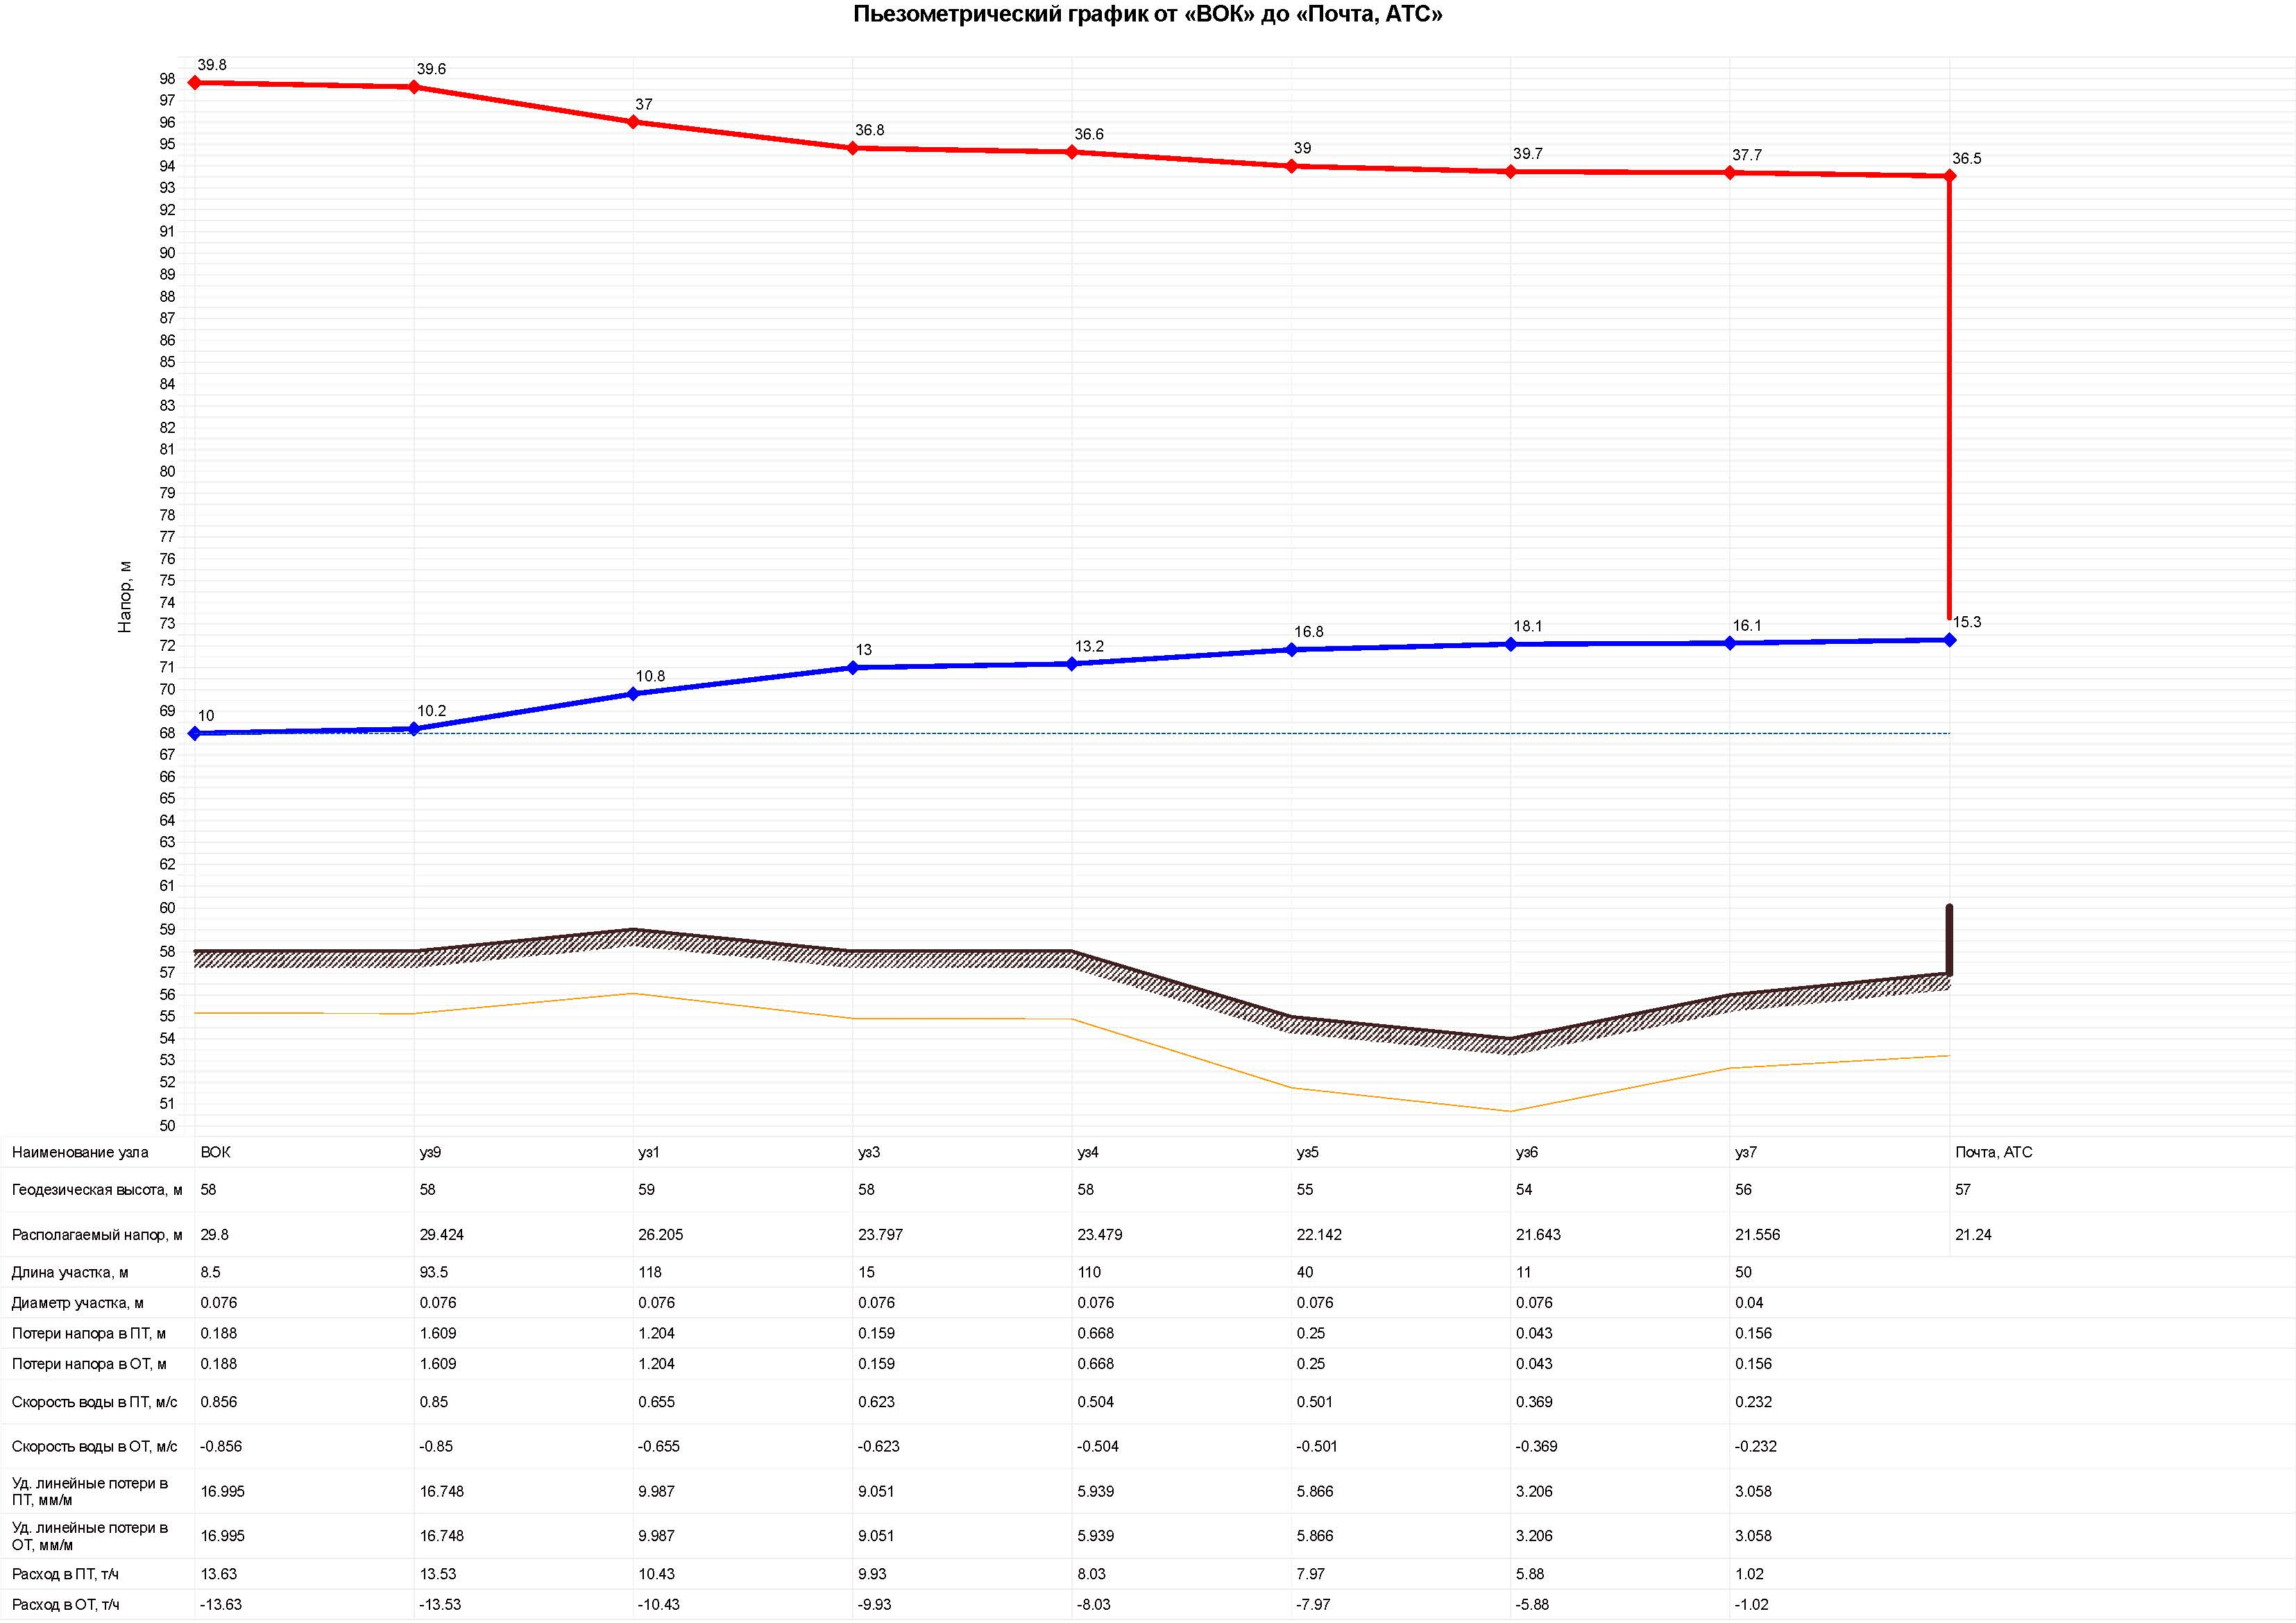 Пьезометрический график от «ВОК» до «Почта, АТС»
39.8 39.6 37 36.8 36.6 39 39.7 37.7 36.5
98
97
96
95
94
93
92
91
90
89
88
87
86
85
84
83
82
81
80
79
78
77
76
75
74
73
72
71
70
69
68
67
66
65
64
63
62
61
60
59
58
57
56
55
54
53
52
51
50
Напор, м
10 10.2 10.8 13 13.2 16.8 18.1 16.1 15.3
Наименование узла ВОК уз9 уз1 уз3 уз4 уз5 уз6 уз7 Почта, АТС
Геодезическая высота, м 58 58 59 58 58 55 54 56 57
Располагаемый напор, м 29.8 29.424 26.205 23.797 23.479 22.142 21.643 21.556 21.24
Длина участка, м 8.5 93.5 118 15 110 40 11 50
Диаметр участка, м 0.076 0.076 0.076 0.076 0.076 0.076 0.076 0.04
Потери напора в ПТ, м 0.188 1.609 1.204 0.159 0.668 0.25 0.043 0.156
Потери напора в ОТ, м 0.188 1.609 1.204 0.159 0.668 0.25 0.043 0.156
Скорость воды в ПТ, м/с 0.856 0.85 0.655 0.623 0.504 0.501 0.369 0.232
Скорость воды в ОТ, м/с -0.856 -0.85 -0.655 -0.623 -0.504 -0.501 -0.369 -0.232
Уд. линейные потери в
ПТ, мм/м 16.995 16.748 9.987 9.051 5.939 5.866 3.206 3.058
Уд. линейные потери в
ОТ, мм/м 16.995 16.748 9.987 9.051 5.939 5.866 3.206 3.058
Расход в ПТ, т/ч 13.63 13.53 10.43 9.93 8.03 7.97 5.88 1.02
Расход в ОТ, т/ч -13.63 -13.53 -10.43 -9.93 -8.03 -7.97 -5.88 -1.02